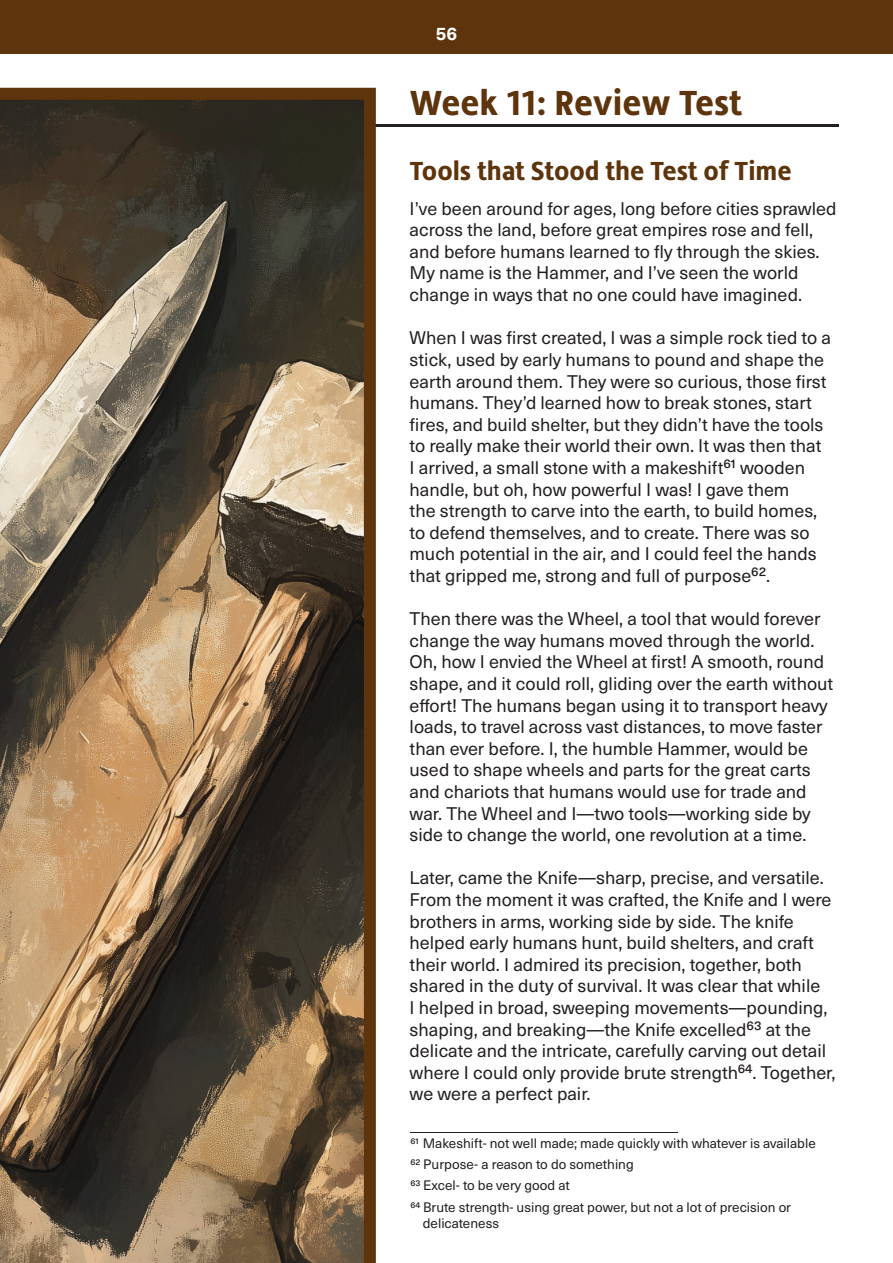 56
Week 11: Review Test
Tools that Stood the Test of Time
I’ve been around for ages, long before cities sprawled
across the land, before great empires rose and fell,
and before humans learned to fly through the skies.
My name is the Hammer, and I’ve seen the world
change in ways that no one could have imagined.
When I was first created, I was a simple rock tied to a
stick, used by early humans to pound and shape the
earth around them. They were so curious, those first
humans. They’d learned how to break stones, start
fires, and build shelter, but they didn’t have the tools
to really make their world their own. It was then that
I arrived, a small stone with a makeshift⁶¹ wooden
handle, but oh, how powerful I was! I gave them
the strength to carve into the earth, to build homes,
to defend themselves, and to create. There was so
much potential in the air, and I could feel the hands
that gripped me, strong and full of purpose⁶².
Then there was the Wheel, a tool that would forever
change the way humans moved through the world.
Oh, how I envied the Wheel at first! A smooth, round
shape, and it could roll, gliding over the earth without
effort! The humans began using it to transport heavy
loads, to travel across vast distances, to move faster
than ever before. I, the humble Hammer, would be
used to shape wheels and parts for the great carts
and chariots that humans would use for trade and
war. The Wheel and I—two tools—working side by
side to change the world, one revolution at a time.
Later, came the Knife—sharp, precise, and versatile.
From the moment it was crafted, the Knife and I were
brothers in arms, working side by side. The knife
helped early humans hunt, build shelters, and craft
their world. I admired its precision, together, both
shared in the duty of survival. It was clear that while
I helped in broad, sweeping movements—pounding,
shaping, and breaking—the Knife excelled⁶³ at the
delicate and the intricate, carefully carving out detail
where I could only provide brute strength⁶⁴. Together,
we were a perfect pair.
⁶¹ Makeshift- not well made; made quickly with whatever is available
⁶² Purpose- a reason to do something
⁶³ Excel- to be very good at
⁶⁴ Brute strength- using great power, but not a lot of precision or
delicateness